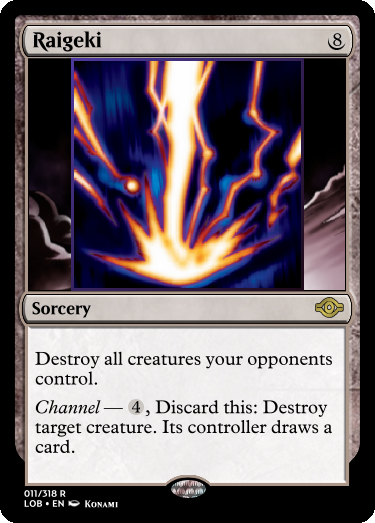 Raigeki 8
Sorcery
Destroy all creatures your opponents
control.
Channel — 4, Discard this: Destroy
target creature. Its controller draws a
card.
011/318 R
LOB • EN Konami